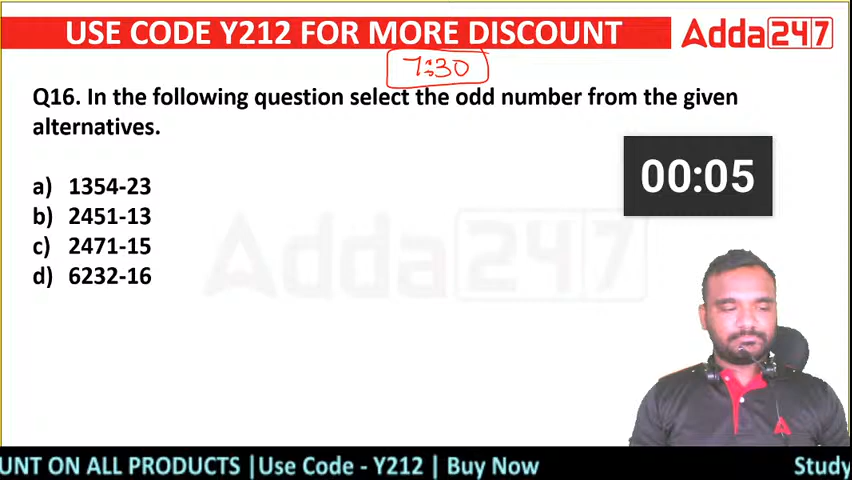 USE CODE Y212 FOR MORE DISCOUNT
Adda247
7:30
Q16. In the following question select the odd number from the given
alternatives.
00:05
a) 1354-23
b) 2451-13
c) 2471-15
d) 6232-16
Adda247
UNT ON ALL PRODUCTS |Use Code - Y212 | Buy Now
Study